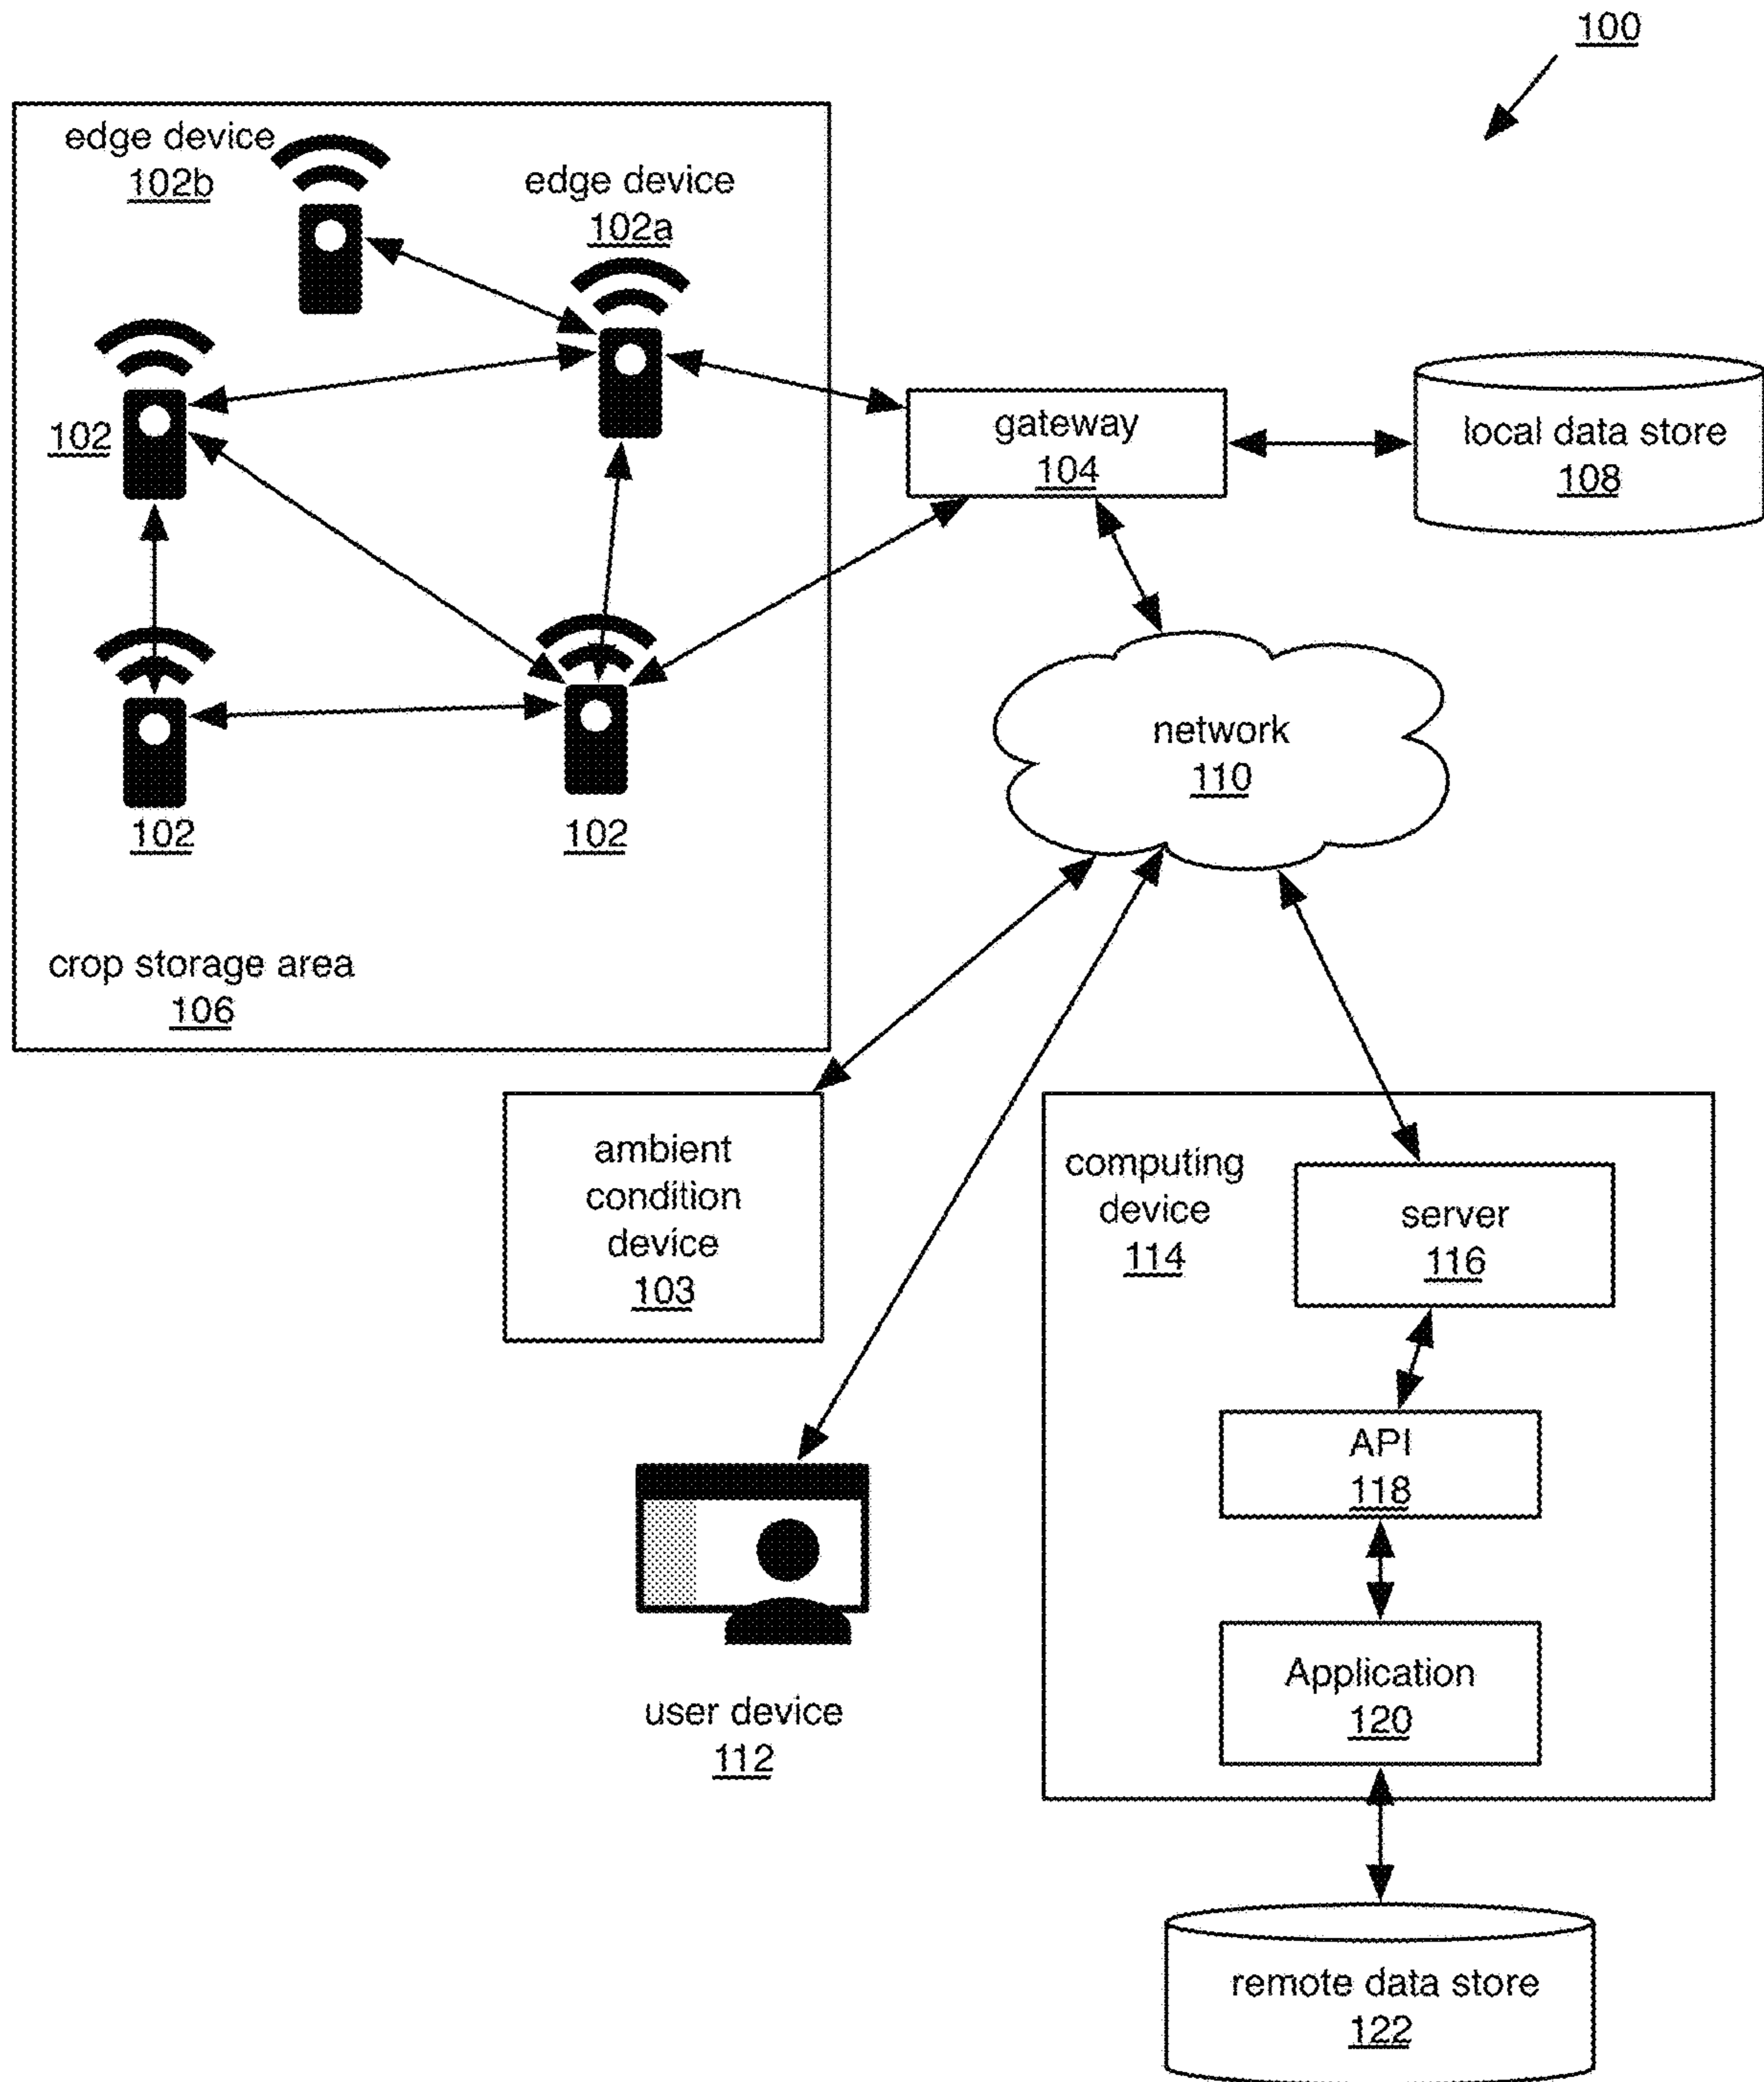 100
edge device
102b
edge device
102a
102
gateway
104
local data store
108
102
102
network
110
crop storage area
106
ambient
condition
device
103
computing
device
114
server
116
API
118
Application
120
user device
112
remote data store
122